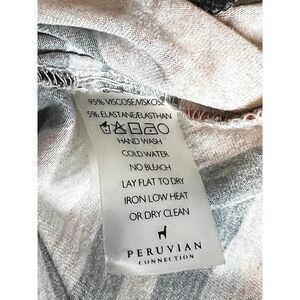 95% VISCOSE/VISKOSE
5% ELASTANE/ELASTHAN
HAND WASH
COLD WATER
NO BLEACH
LAY FLAT TO DRY
IRON LOW HEAT
OR DRY CLEAN
PERUVIAN
CONNECTION